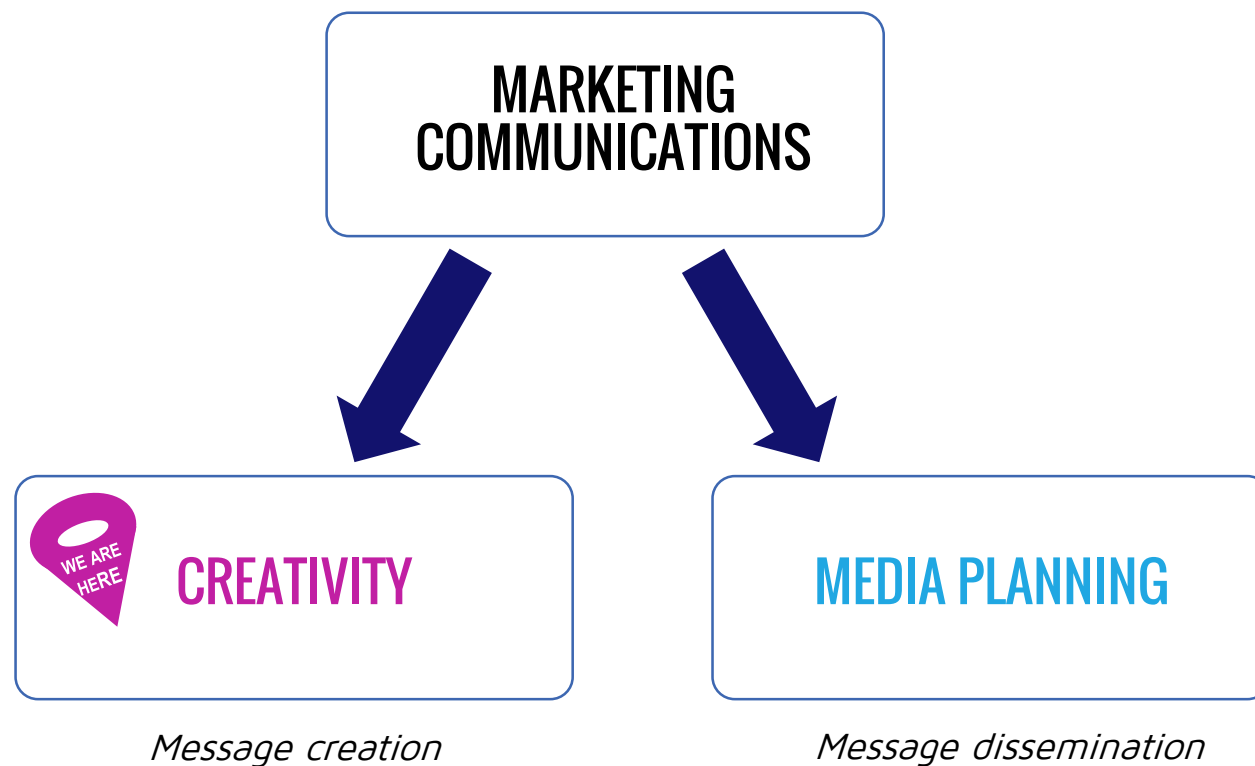 MARKETING
COMMUNICATIONS
WE ARE
HERE
CREATIVITY
MEDIA PLANNING
Message creation
Message dissemination